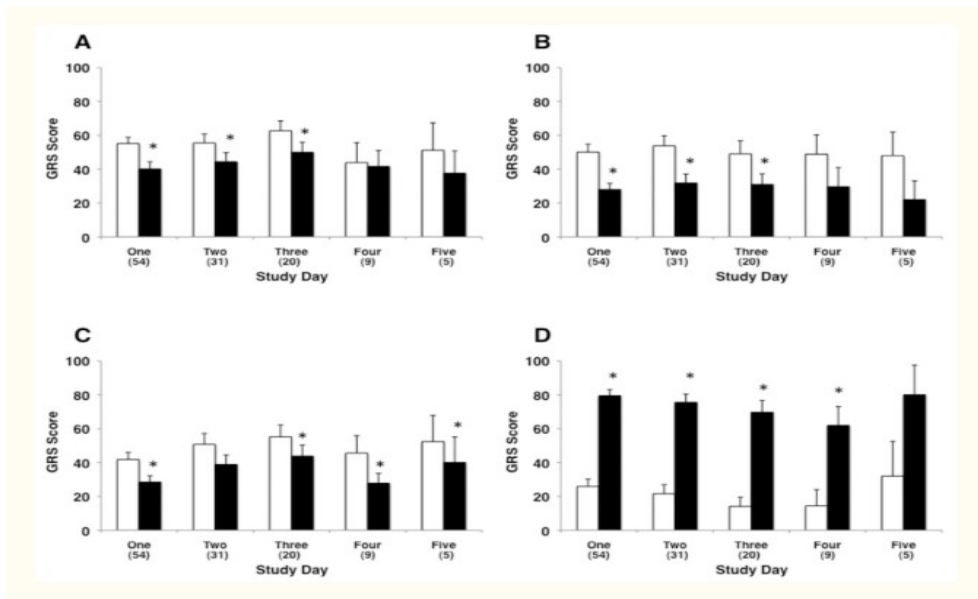 A
GRS Score
100
80
60
40
20
0
* * *
One Two Three Four Five
(54) (31) (20) (9) (5)
Study Day
B
GRS Score
100
80
60
40
20
0
* * *
One Two Three Four Five
(54) (31) (20) (9) (5)
Study Day
C
GRS Score
100
80
60
40
20
0
* * * *
One Two Three Four Five
(54) (31) (20) (9) (5)
Study Day
D
GRS Score
100
80
60
40
20
0
* * * *
One Two Three Four Five
(54) (31) (20) (9) (5)
Study Day